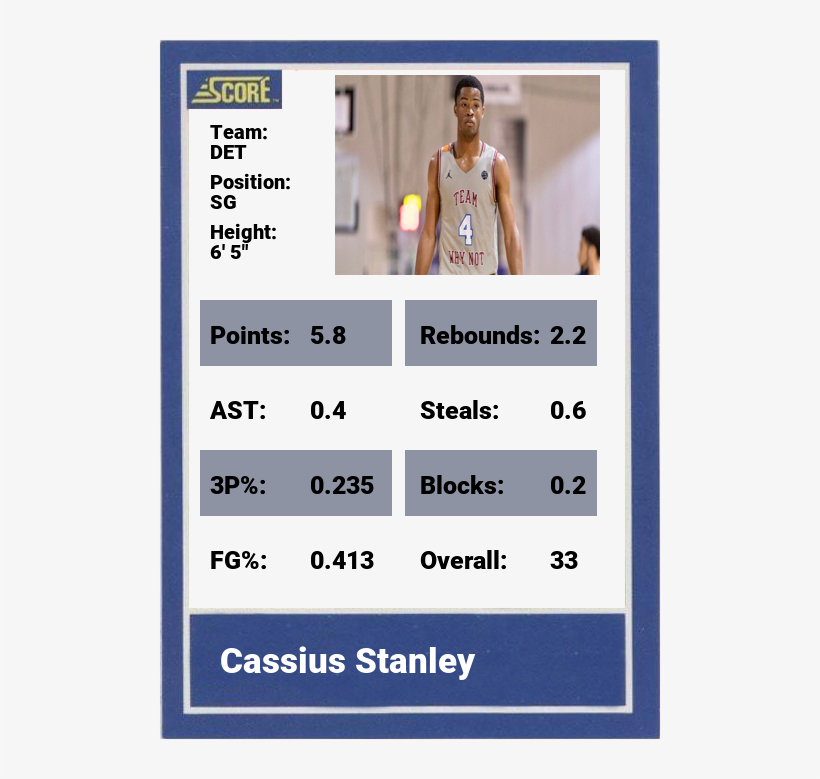 SCORE™
Team:
DET
Position:
SG
Height:
6' 5"
TEAM
4
WHY NOT
Points: 5.8 Rebounds: 2.2
AST: 0.4 Steals: 0.6
3P%: 0.235 Blocks: 0.2
FG%: 0.413 Overall: 33
Cassius Stanley